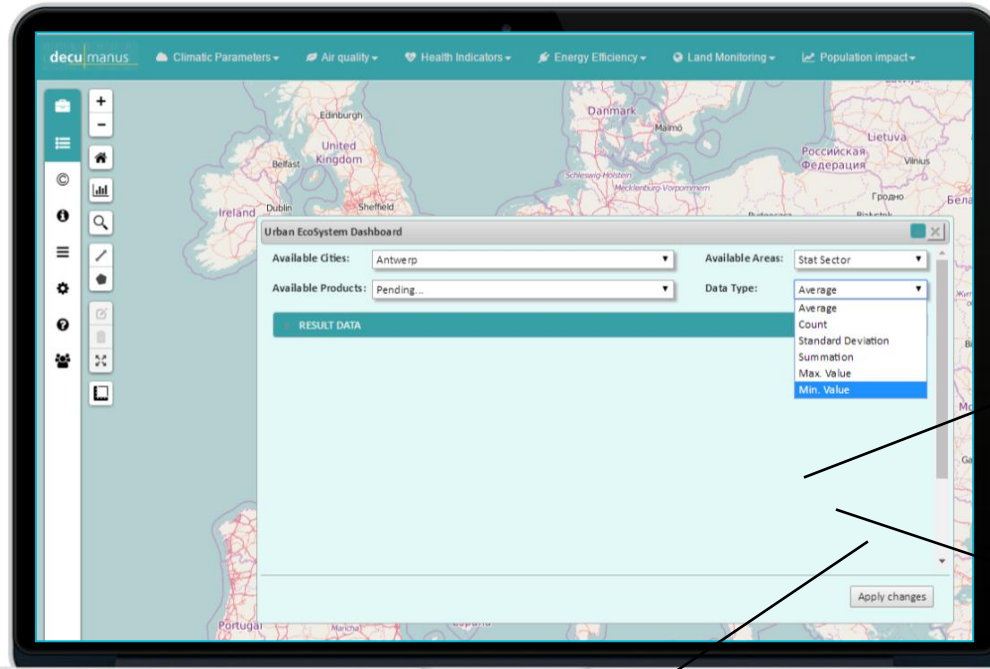 decumanus
Climatic Parameters
Air quality
Health Indicators
Energy Efficiency
Land Monitoring
Population impact
Edinburgh
Danmark
Malmö
United
Kingdom
Lietuva
Belfast
Российская
Федерация
Vilnius
Schleswig-Holstein
Mecklenburg-Vorpommern
Гродно
Ireland
Dublin
Sheffield
Urban EcoSystem Dashboard
Available Cities:
Antwerp
Available Areas:
Stat Sector
Available Products:
Pending...
Data Type:
Average
RESULT DATA
Average
Count
Standard Deviation
Summation
Max. Value
Min. Value
Apply changes
Portugal